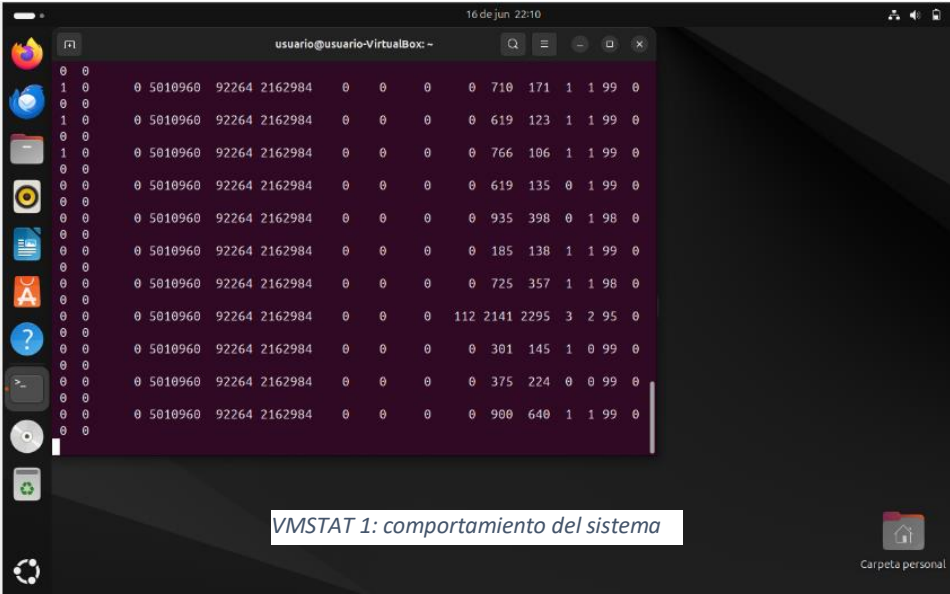 16 de jun 22:10
usuario@usuario-VirtualBox: ~
0 0
1 0 0 5010960 92264 2162984 0 0 0 0 710 171 1 1 99 0
0 0
1 0 0 5010960 92264 2162984 0 0 0 0 619 123 1 1 99 0
0 0
1 0 0 5010960 92264 2162984 0 0 0 0 766 106 1 1 99 0
0 0
0 0 0 5010960 92264 2162984 0 0 0 0 619 135 0 1 99 0
0 0
0 0 0 5010960 92264 2162984 0 0 0 0 935 398 0 1 98 0
0 0
0 0 0 5010960 92264 2162984 0 0 0 0 185 138 1 1 99 0
0 0
0 0 0 5010960 92264 2162984 0 0 0 0 725 357 1 1 98 0
0 0
0 0 0 5010960 92264 2162984 0 0 0 112 2141 2295 3 2 95 0
0 0
0 0 0 5010960 92264 2162984 0 0 0 0 301 145 1 0 99 0
0 0
0 0 0 5010960 92264 2162984 0 0 0 0 375 224 0 0 99 0
0 0
0 0 0 5010960 92264 2162984 0 0 0 0 900 640 1 1 99 0
0 0
VMSTAT 1: comportamiento del sistema
Carpeta personal